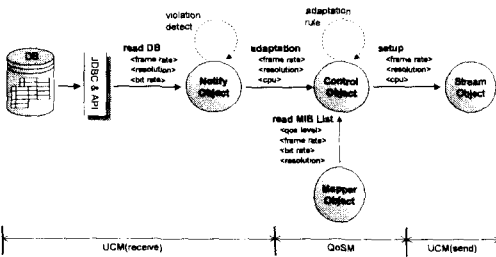 violation
detect
adaptation
rule
DB
JDBC & API
read DB
<frame rate>
<resolution>
<bit rate>
Notify
Object
adaptation
<frame rate>
<resolution>
<cpu>
Control
Object
setup
<frame rate>
<resolution>
<cpu>
Stream
Object
read MIB List
<qos level>
<frame rate>
<bit rate>
<resolution>
Mapper
Object
UCM(receive)
QoSM
UCM(send)